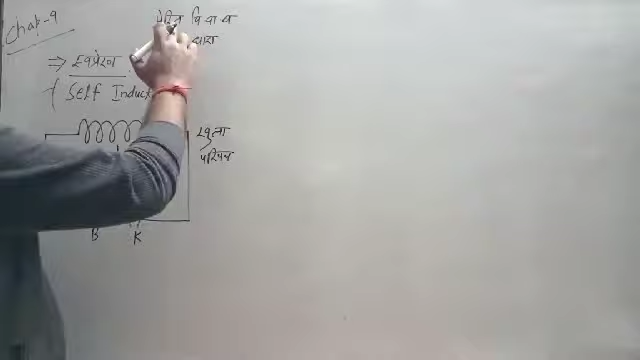 Chap-9
प्रेरित वि वा व
धारा
⇒ स्वप्रेरण
( Self Induct
खुला
परिपथ
B K